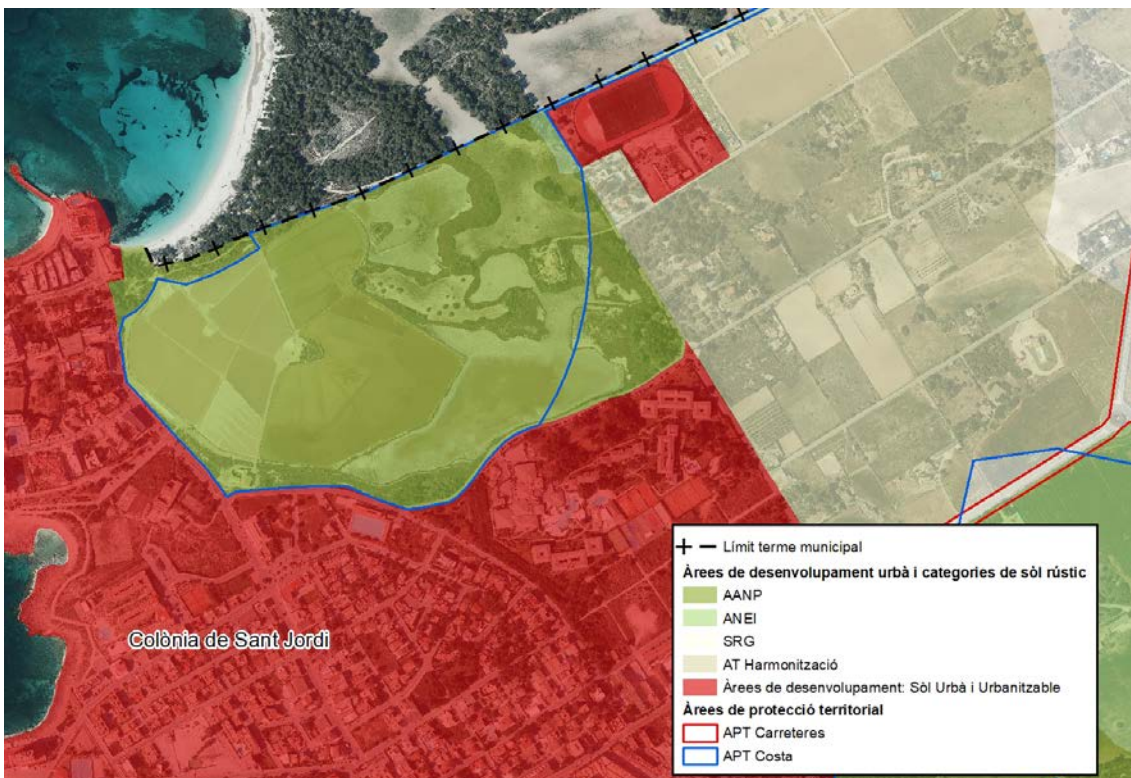 Colònia de Sant Jordi
Límit terme municipal
Àrees de desenvolupament urbà i categories de sòl rústic
AANP
ANEI
SRG
AT Harmonització
Àrees de desenvolupament: Sòl Urbà i Urbanitzable
Àrees de protecció territorial
APT Carreteres
APT Costa